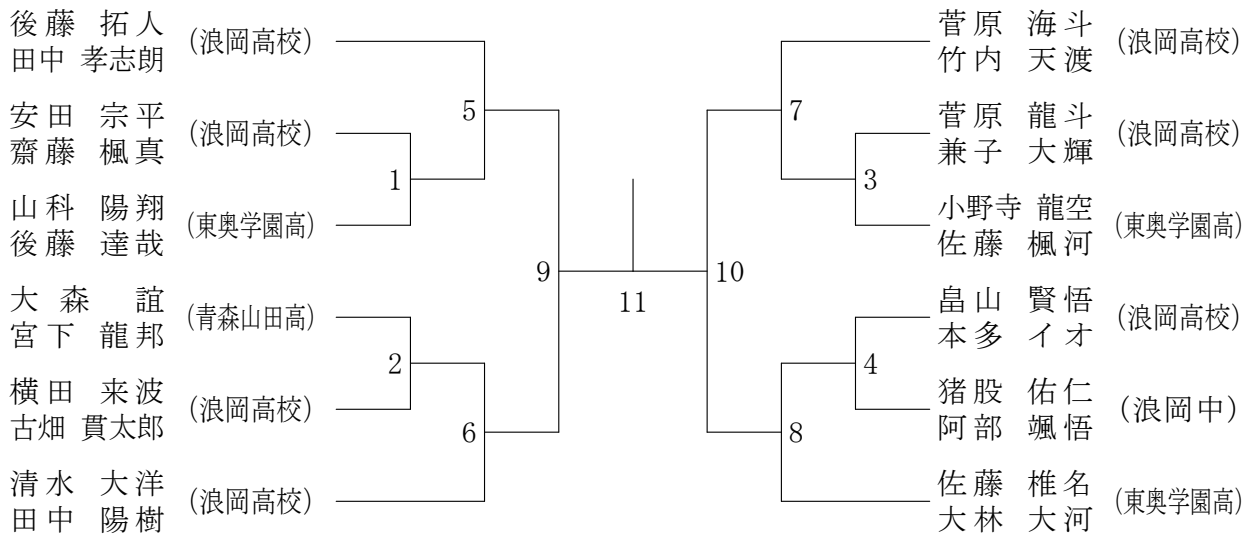 後藤 拓人
田中 孝志朗
(浪岡高校)
安田 宗平
齋藤 楓真
(浪岡高校)
山科 陽翔
後藤 達哉
(東奥学園高)
大森 誼
宮下 龍邦
(青森山田高)
横田 来波
古畑 貫太郎
(浪岡高校)
清水 大洋
田中 陽樹
(浪岡高校)
1
2
5
6
9
11
10
7
8
3
4
菅原 海斗
竹内 天渡
(浪岡高校)
菅原 龍斗
兼子 大輝
(浪岡高校)
小野寺 龍空
佐藤 楓河
(東奥学園高)
畠山 賢悟
本多 イオ
(浪岡高校)
猪股 佑仁
阿部 颯悟
(浪岡中)
佐藤 椎名
大林 大河
(東奥学園高)